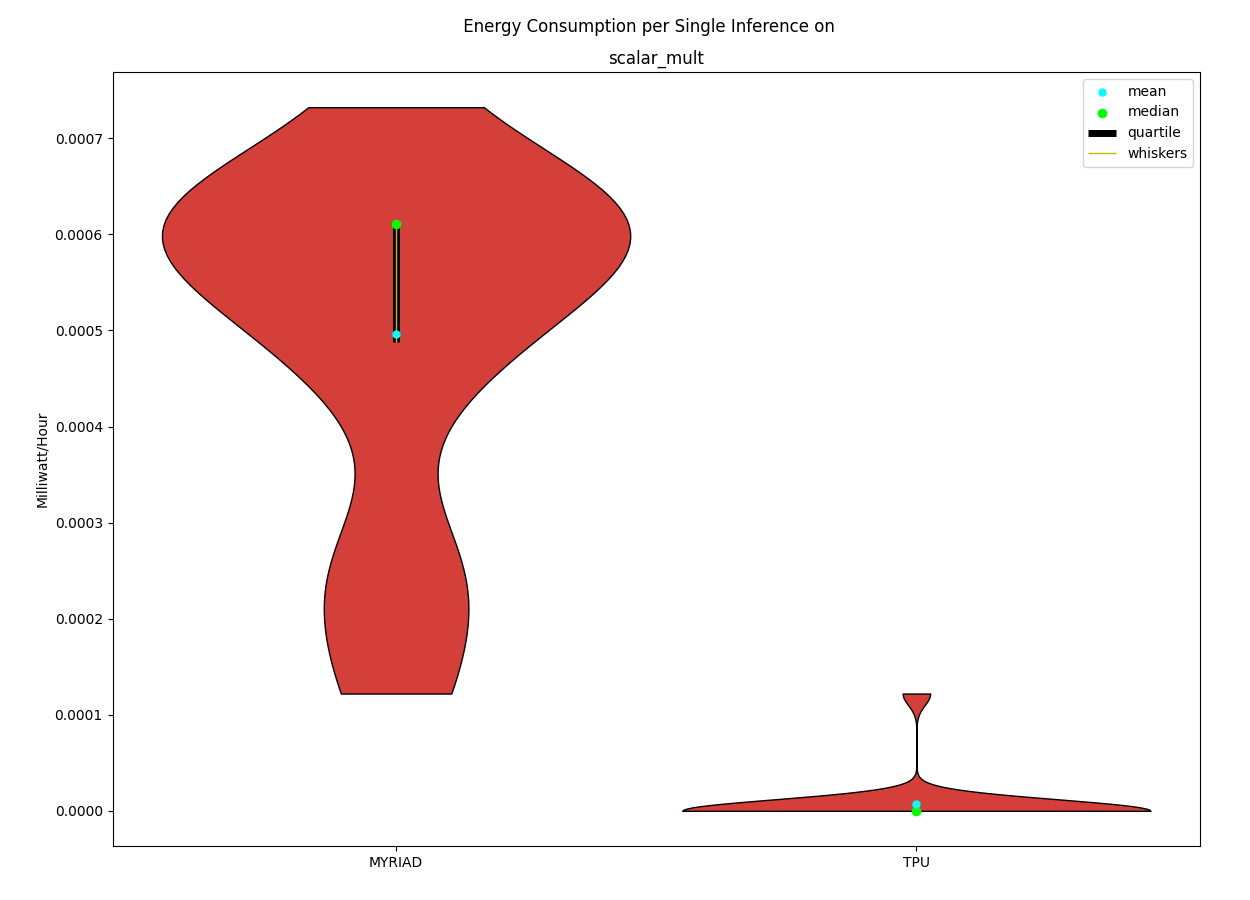 Energy Consumption per Single Inference on
scalar_mult
mean
median
quartile
whiskers
Milliwatt/Hour
0.0007
0.0006
0.0005
0.0004
0.0003
0.0002
0.0001
0.0000
MYRIAD
TPU